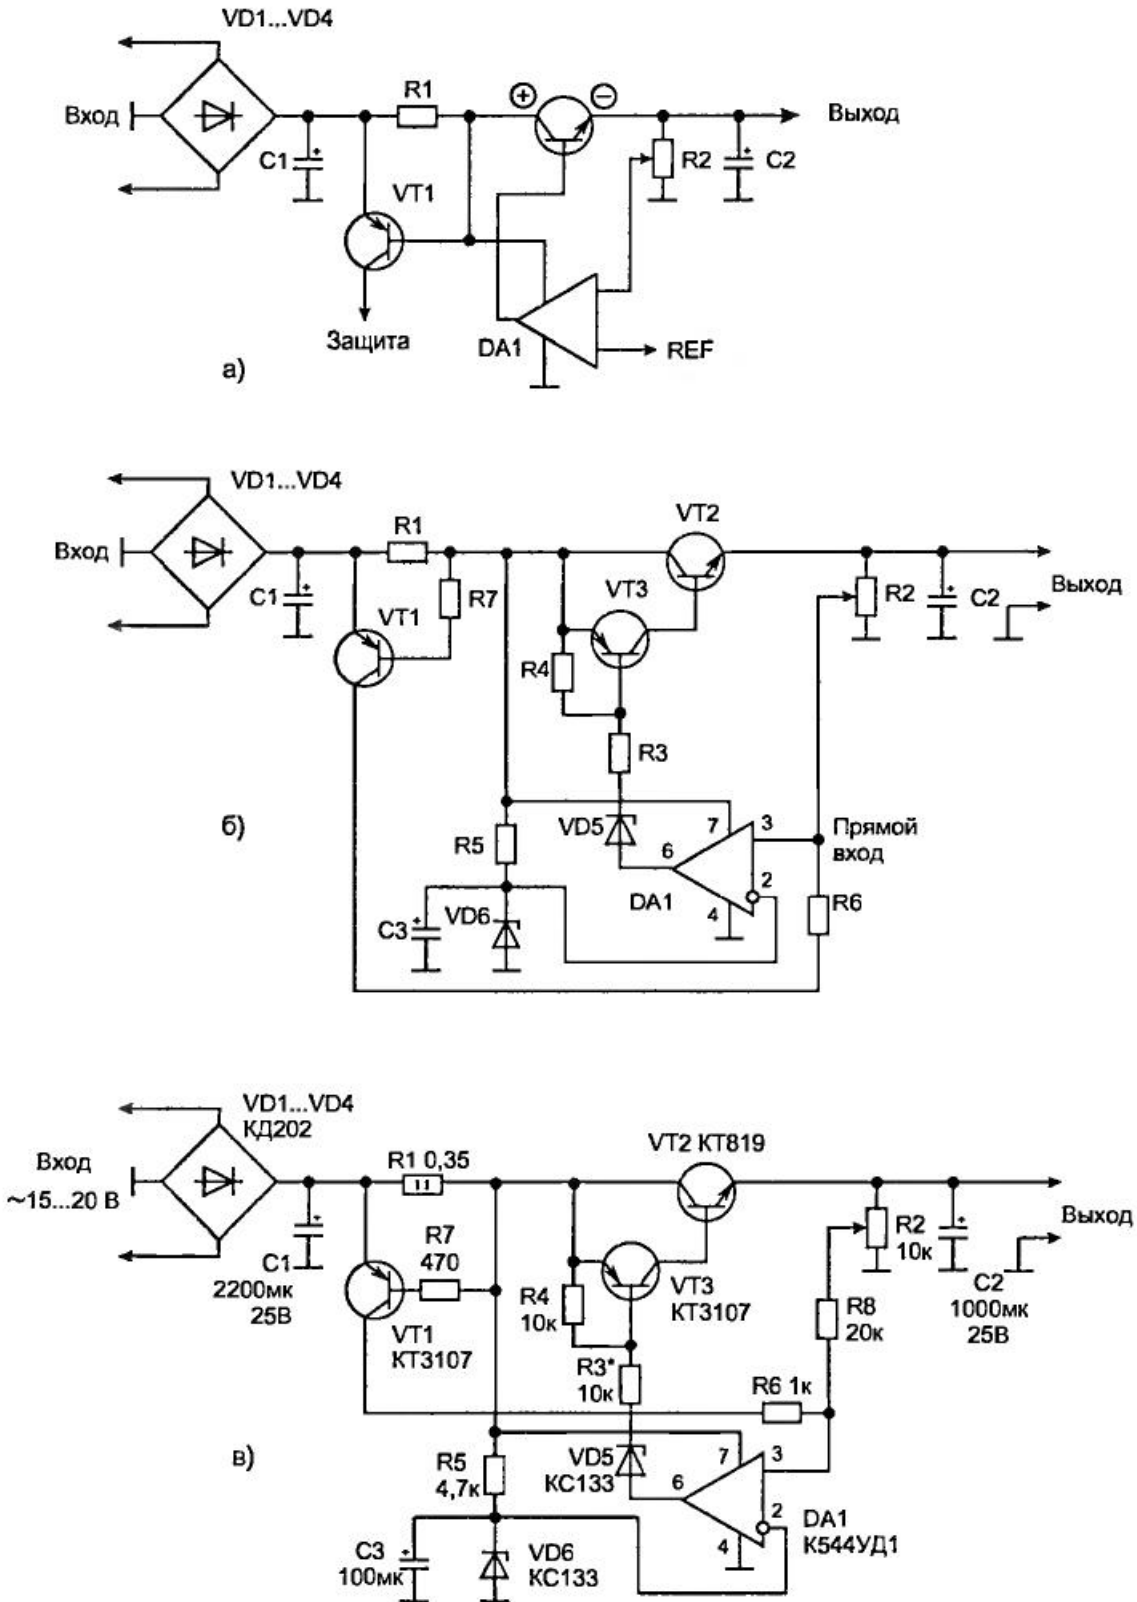 VD1...VD4
R1
+
−
Вход
Выход
C1
+
R2
+
C2
VT1
Защита
DA1
REF
а)
VD1...VD4
R1
VT2
Вход
Выход
C1
+
R7
VT1
VT3
R2
+
C2
R4
R3
б)
VD5
R5
7
3
Прямой
вход
6
DA1
2
4
R6
C3
+
VD6
VD1...VD4
КД202
Вход
~15...20 В
R1 0,35
VT2 КТ819
Выход
C1
2200мк
25В
+
R7
470
VT1
КТ3107
R4
10к
VT3
КТ3107
R2
10к
+
C2
1000мк
25В
R8
20к
R3*
10к
R6 1к
в)
R5
4,7к
VD5
КС133
7
3
6
2
4
DA1
К544УД1
C3
100мк
+
VD6
КС133